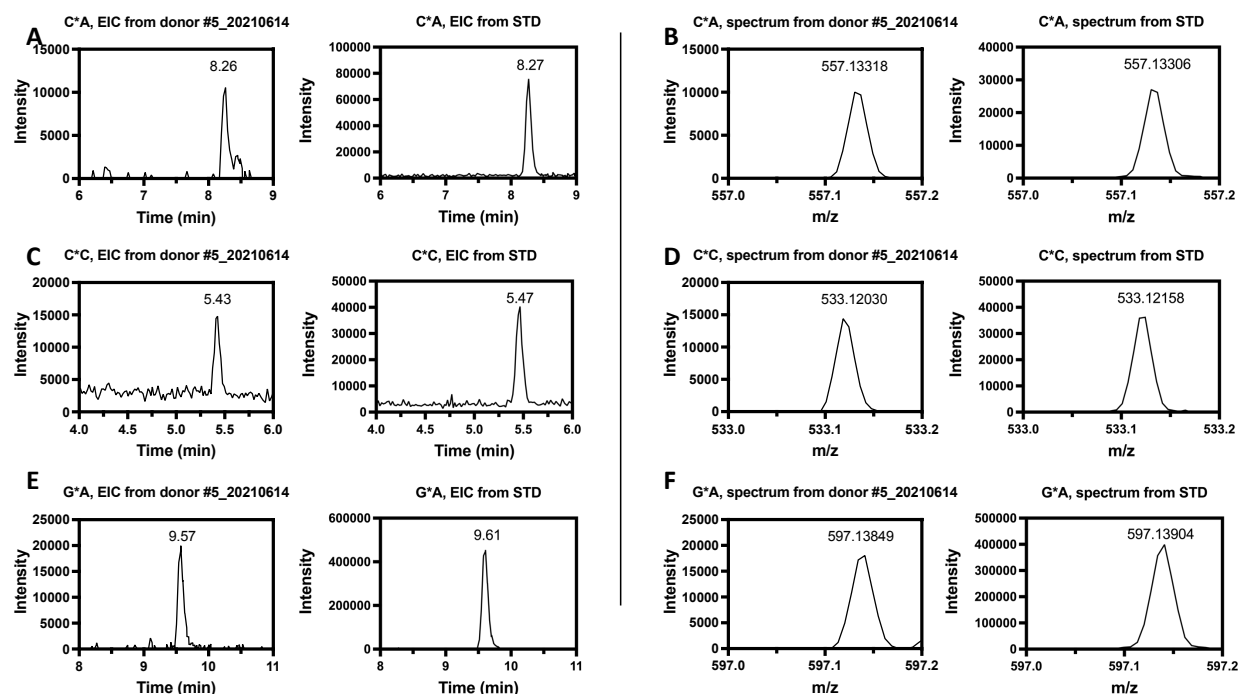 A
C*A, EIC from donor #5_20210614
Intensity
15000
10000
5000
0
8.26
6 7 8 9
Time (min)
C*A, EIC from STD
Intensity
100000
80000
60000
40000
20000
0
8.27
6 7 8 9
Time (min)
B
C*A, spectrum from donor #5_20210614
Intensity
15000
10000
5000
0
557.13318
557.0 557.1 557.2
m/z
C*A, spectrum from STD
Intensity
40000
30000
20000
10000
0
557.13306
557.0 557.1 557.2
m/z
C
C*C, EIC from donor #5_20210614
Intensity
20000
15000
10000
5000
0
5.43
4.0 4.5 5.0 5.5 6.0
Time (min)
C*C, EIC from STD
Intensity
50000
40000
30000
20000
10000
0
5.47
4.0 4.5 5.0 5.5 6.0
Time (min)
D
C*C, spectrum from donor #5_20210614
Intensity
20000
15000
10000
5000
0
533.12030
533.0 533.1 533.2
m/z
C*C, spectrum from STD
Intensity
50000
40000
30000
20000
10000
0
533.12158
533.0 533.1 533.2
m/z
E
G*A, EIC from donor #5_20210614
Intensity
25000
20000
15000
10000
5000
0
9.57
8 9 10 11
Time (min)
G*A, EIC from STD
Intensity
600000
400000
200000
0
9.61
8 9 10 11
Time (min)
F
G*A, spectrum from donor #5_20210614
Intensity
25000
20000
15000
10000
5000
0
597.13849
597.0 597.1 597.2
m/z
G*A, spectrum from STD
Intensity
500000
400000
300000
200000
100000
0
597.13904
597.0 597.1 597.2
m/z